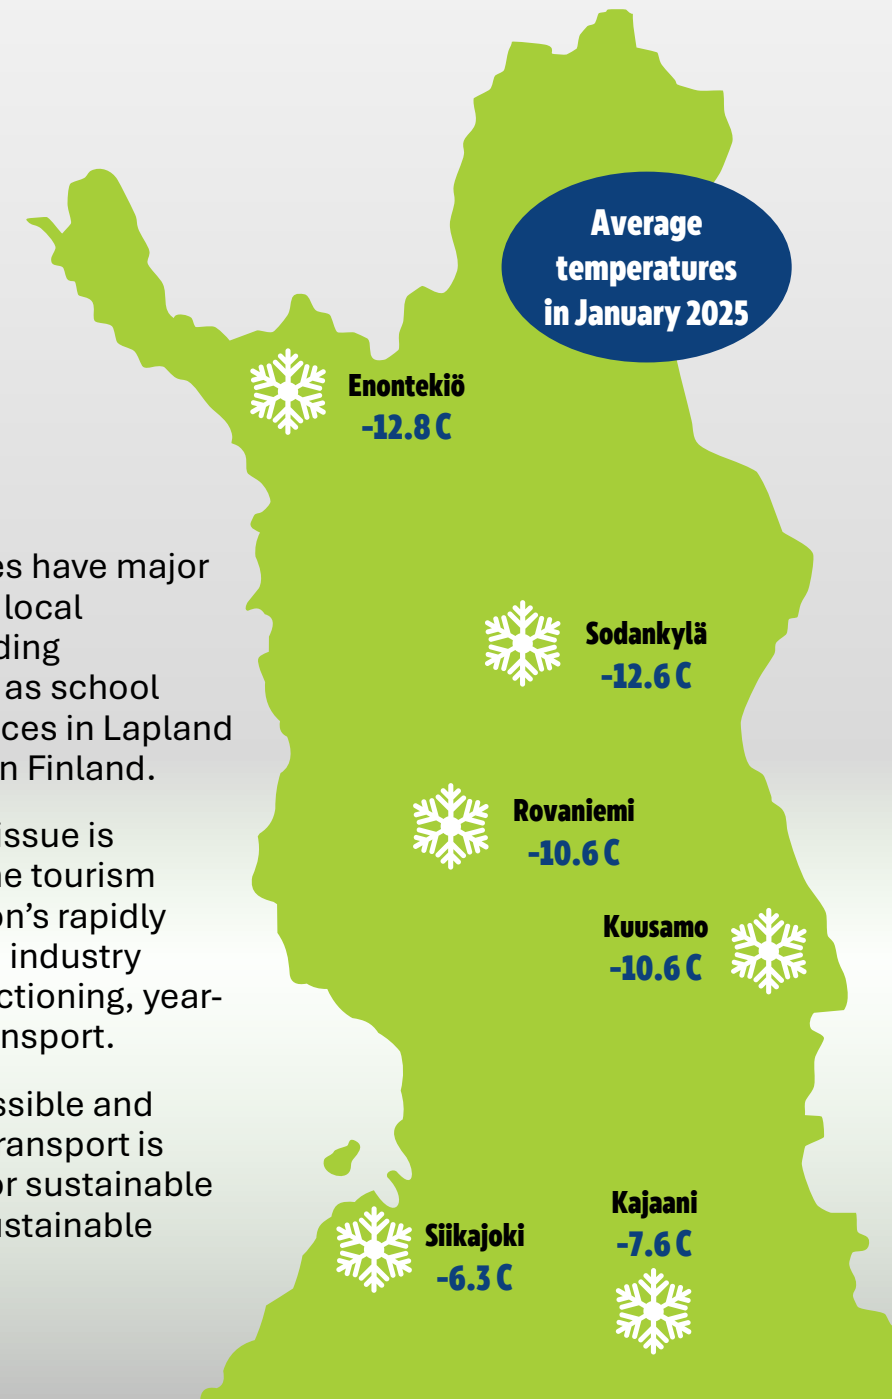 Average
temperatures
in January 2025
Enontekiö
-12.8 C
es have major
local
ding
as school
ces in Lapland
n Finland.
Sodankylä
-12.6 C
Rovaniemi
-10.6 C
issue is
e tourism
on’s rapidly
industry
ctioning, year-
nsport.
Kuusamo
-10.6 C
ssible and
ransport is
or sustainable
ustainable
Kajaani
-7.6 C
Siikajoki
-6.3 C